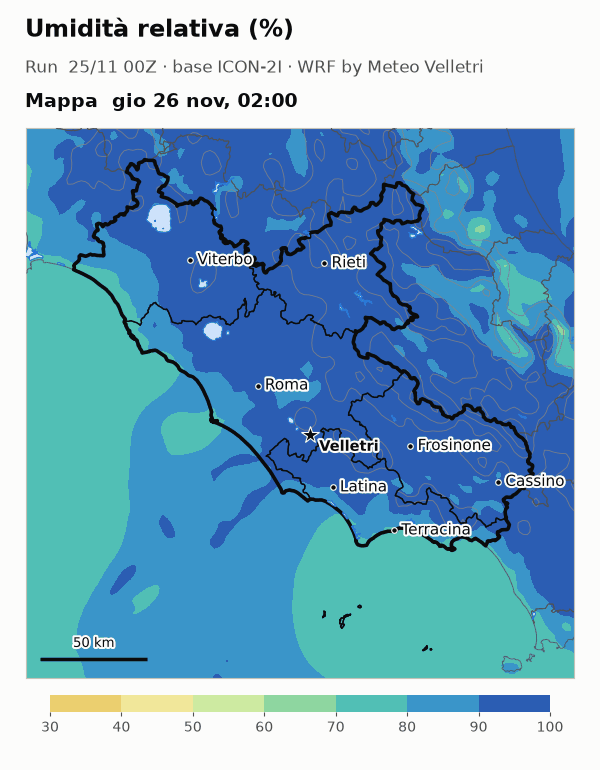 Umidità relativa (%)
Run  25/11 00Z · base ICON-2I · WRF by Meteo Velletri
Mappa  gio 26 nov, 02:00
Viterbo
Rieti
Roma
Velletri
Frosinone
Cassino
Latina
Terracina
50 km
30 40 50 60 70 80 90 100